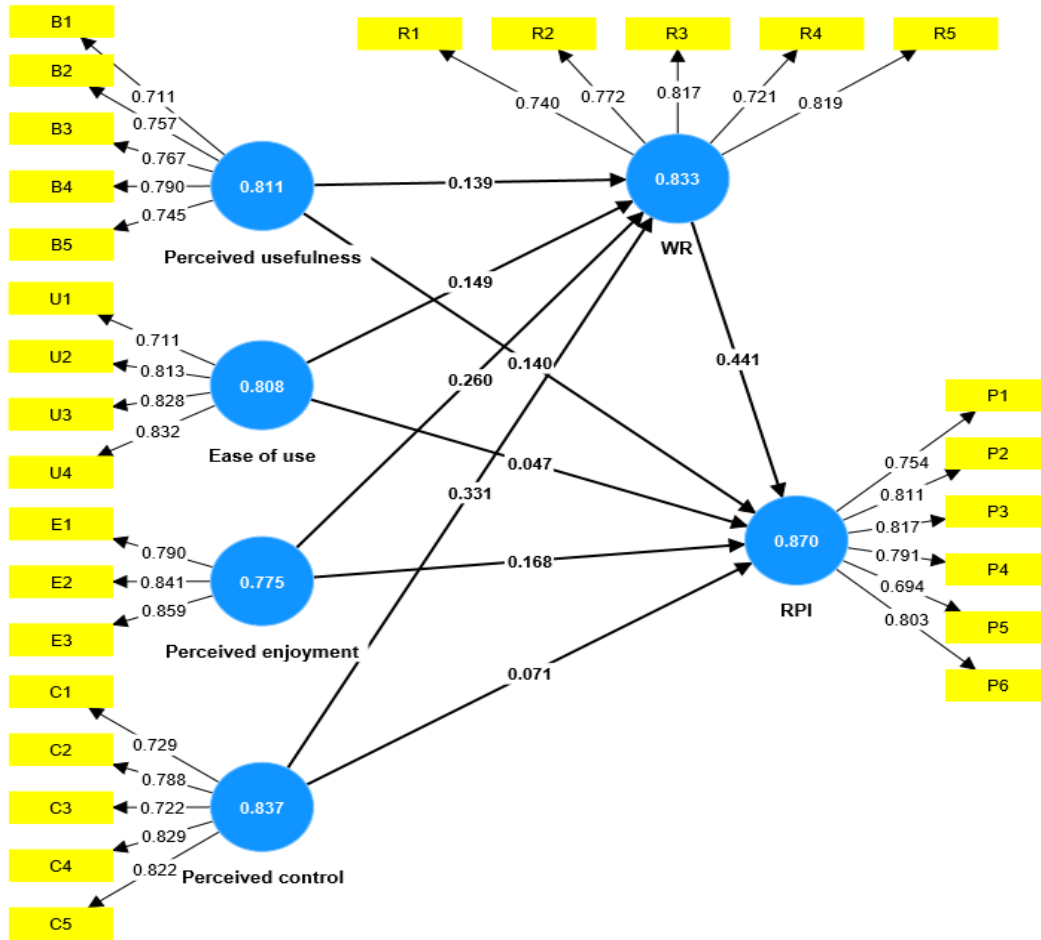 B1
B2
B3
B4
B5
0.711
0.757
0.767
0.790
0.745
0.811
Perceived usefulness
R1
R2
R3
R4
R5
0.740
0.772
0.817
0.721
0.819
0.833
WR
0.139
0.149
0.260
0.140
0.331
0.441
U1
U2
U3
U4
0.711
0.813
0.828
0.832
0.808
Ease of use
0.047
E1
E2
E3
0.790
0.841
0.859
0.775
Perceived enjoyment
0.168
C1
C2
C3
C4
C5
0.729
0.788
0.722
0.829
0.822
0.837
Perceived control
0.071
0.870
RPI
0.754
0.811
0.817
0.791
0.694
0.803
P1
P2
P3
P4
P5
P6